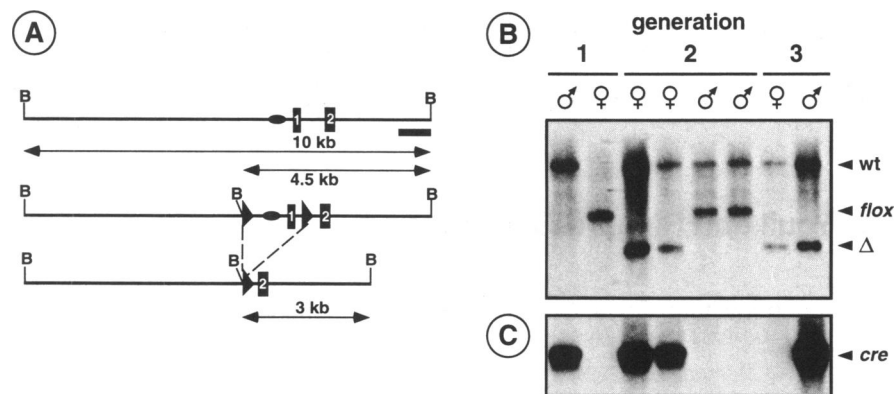 A
B B
1 2
10 kb
4.5 kb
B B B
1 2
B B B
2
3 kb
B
generation
1 2 3
♂ ♀ ♀ ♀ ♂ ♂ ♀ ♂
wt
flox
Δ
C
cre